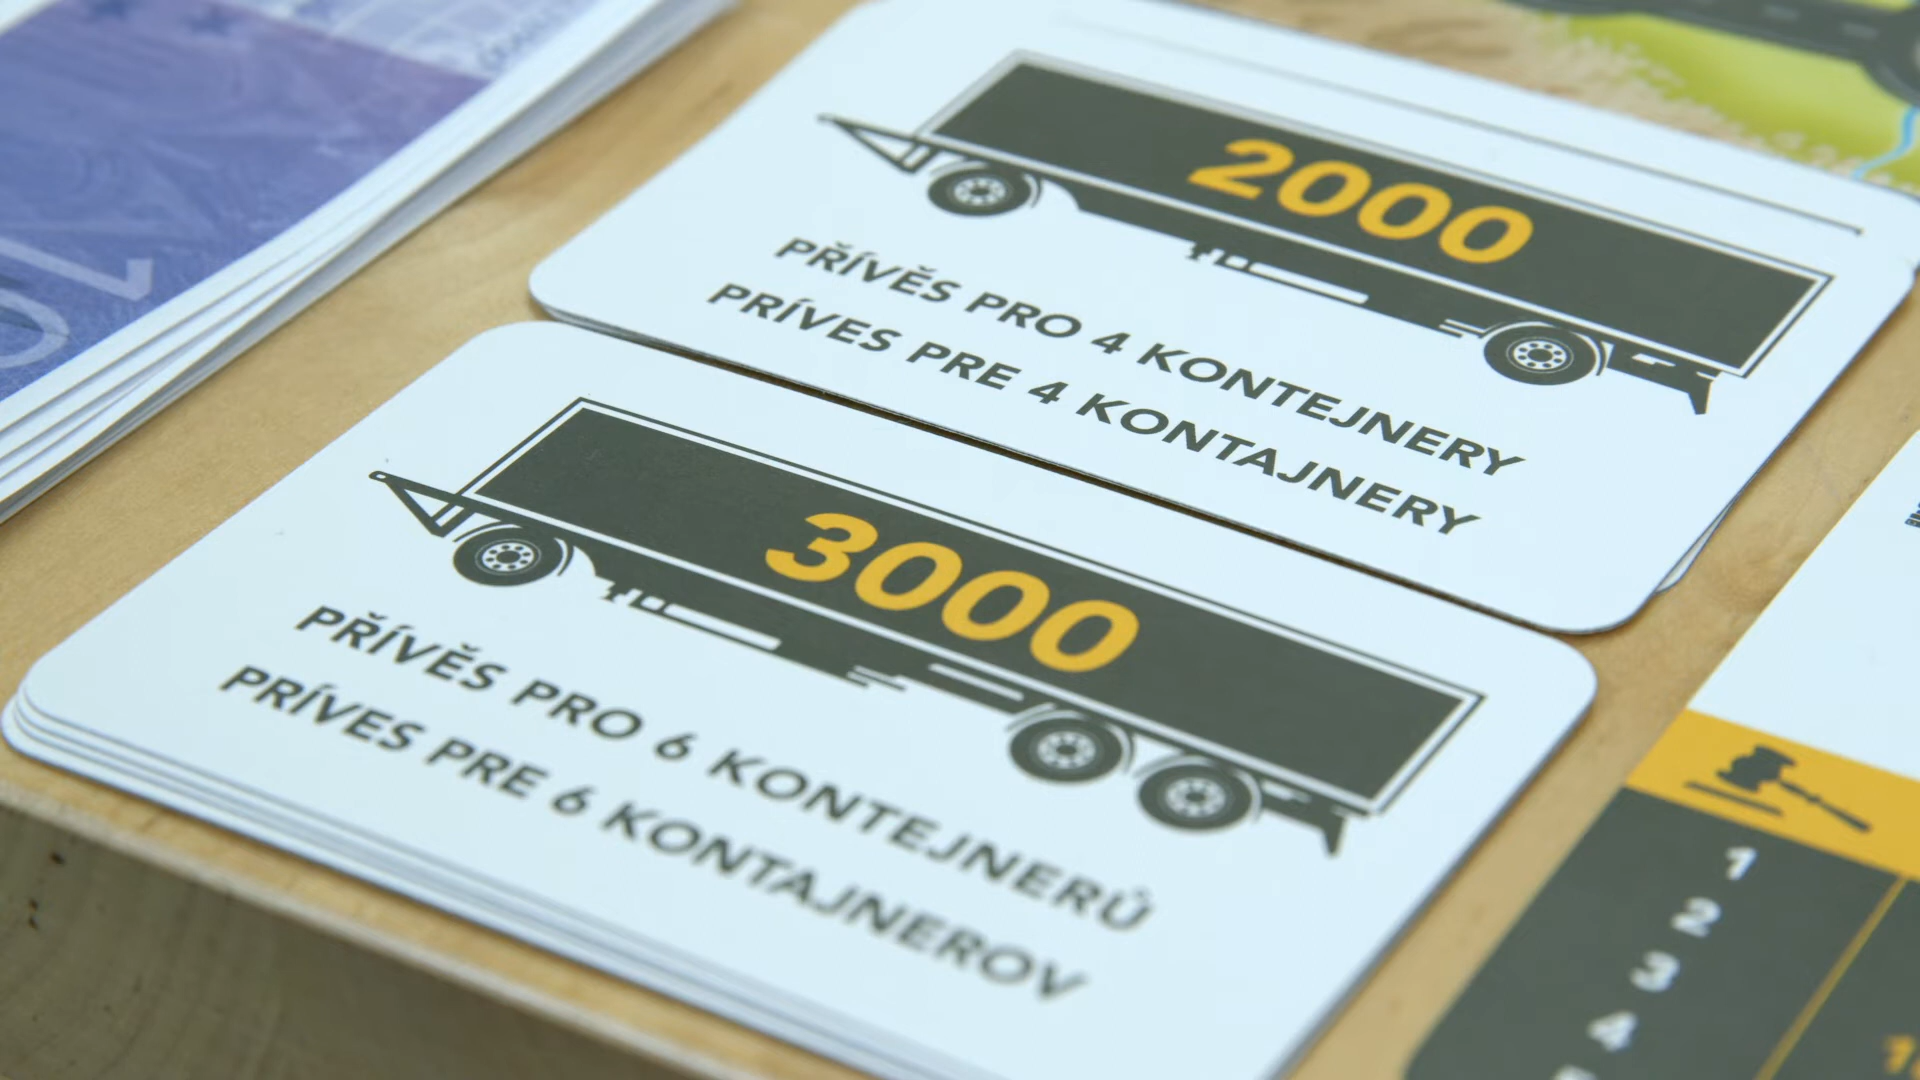 2000
PŘÍVĚS PRO 4 KONTEJNERY
PRÍVES PRE 4 KONTAJNERY
3000
PŘÍVĚS PRO 6 KONTEJNERŮ
PRÍVES PRE 6 KONTAJNEROV
1
2
3
4